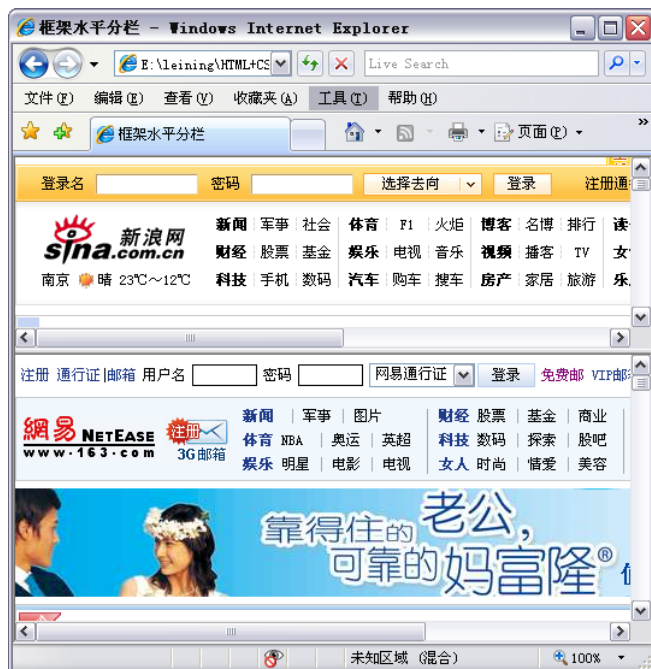 框架水平分栏 - Windows Internet Explorer
E:\leining\HTML+CS
Live Search
文件(F) 编辑(E) 查看(V) 收藏夹(A) 工具(T) 帮助(H)
框架水平分栏 页面(P) »
登录名 密码 选择去向 登录 注册通
新闻 军事 社会 体育 F1 火炬 博客 名博 排行 读
sina 新浪网
.com.cn
财经 股票 基金 娱乐 电视 音乐 视频 播客 TV 女
南京 晴 23℃~12℃ 科技 手机 数码 汽车 购车 搜车 房产 家居 旅游 乐
注册 通行证|邮箱 用户名 密码 网易通行证 登录 免费邮 VIP邮
新闻 | 军事 | 图片 财经 股票 | 基金 | 商业
網易 NETEASE 注册 体育 NBA | 奥运 | 英超 科技 数码 | 探索 | 股吧
www.163.com 3G邮箱 娱乐 明星 | 电影 | 电视 女人 时尚 | 情爱 | 美容
靠得住的老公,
可靠的妈富隆® 值
未知区域 (混合) 100%